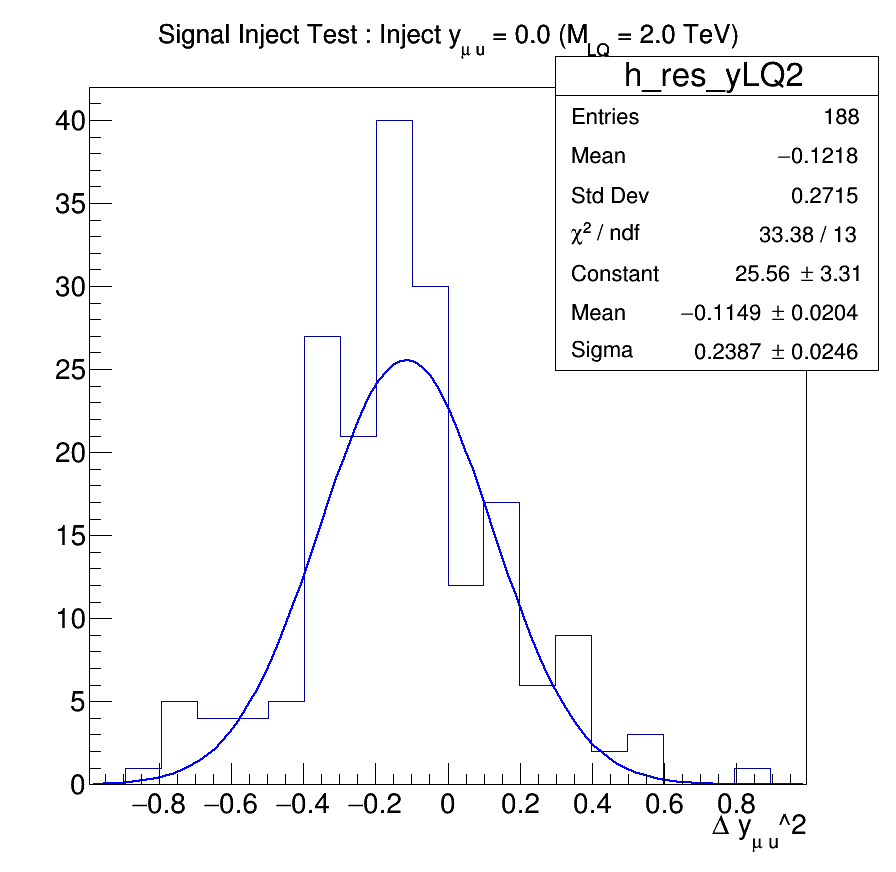 Signal Inject Test : Inject y_μu = 0.0 (M_LQ = 2.0 TeV)
h_res_yLQ2
Entries 188
Mean −0.1218
Std Dev 0.2715
χ² / ndf 33.38 / 13
Constant 25.56 ± 3.31
Mean −0.1149 ± 0.0204
Sigma 0.2387 ± 0.0246
40
35
30
25
20
15
10
5
0
−0.8 −0.6 −0.4 −0.2 0 0.2 0.4 0.6 0.8
Δ y_μu^2